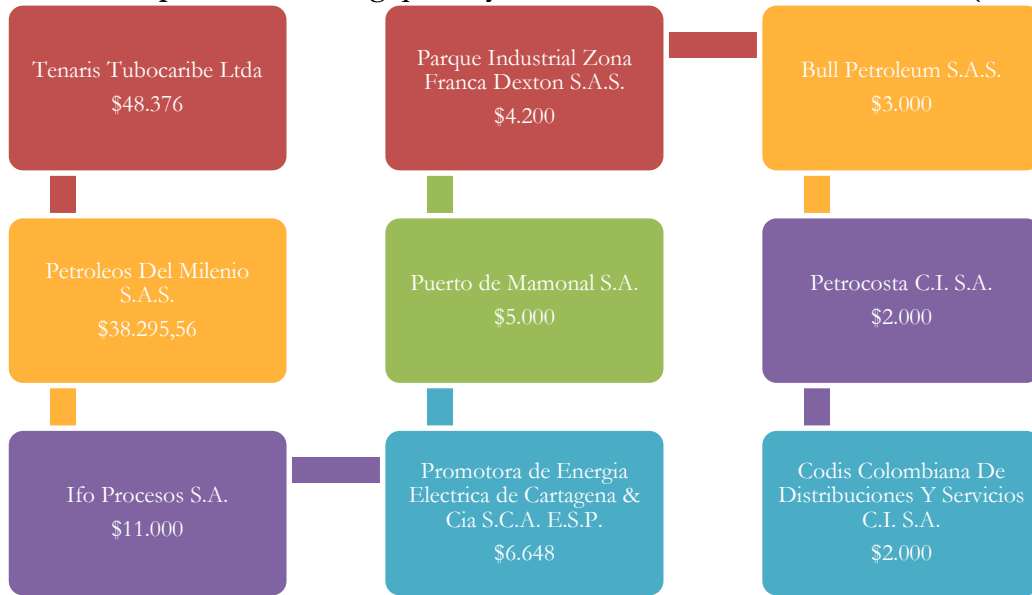 Tenaris Tubocaribe Ltda
$48.376
Petroleos Del Milenio
S.A.S.
$38.295,56
Ifo Procesos S.A.
$11.000
Promotora de Energia
Electrica de Cartagena &
Cia S.C.A. E.S.P.
$6.648
Puerto de Mamonal S.A.
$5.000
Parque Industrial Zona
Franca Dexton S.A.S.
$4.200
Bull Petroleum S.A.S.
$3.000
Petrocosta C.I. S.A.
$2.000
Codis Colombiana De
Distribuciones Y Servicios
C.I. S.A.
$2.000